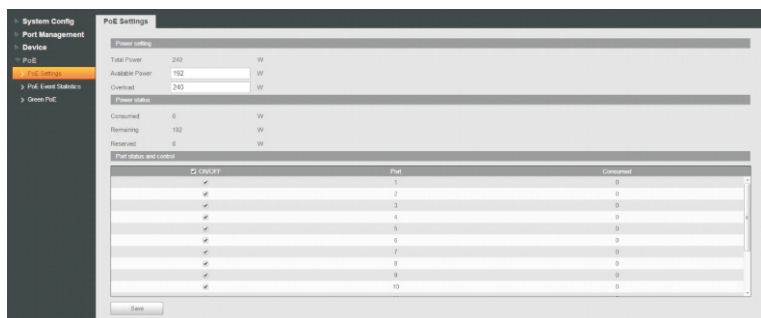 System Config
Port Management
Device
PoE
PoE Settings
PoE Event Statistics
Green PoE
PoE Settings
Power setting
Total Power 240 W
Available Power 192 W
Overload 240 W
Power status
Consumed 0 W
Remaining 192 W
Reserved 0 W
Port status and control
ON/OFF Port Consumed
1 0
2 0
3 0
4 0
5 0
6 0
7 0
8 0
9 0
10 0
Save